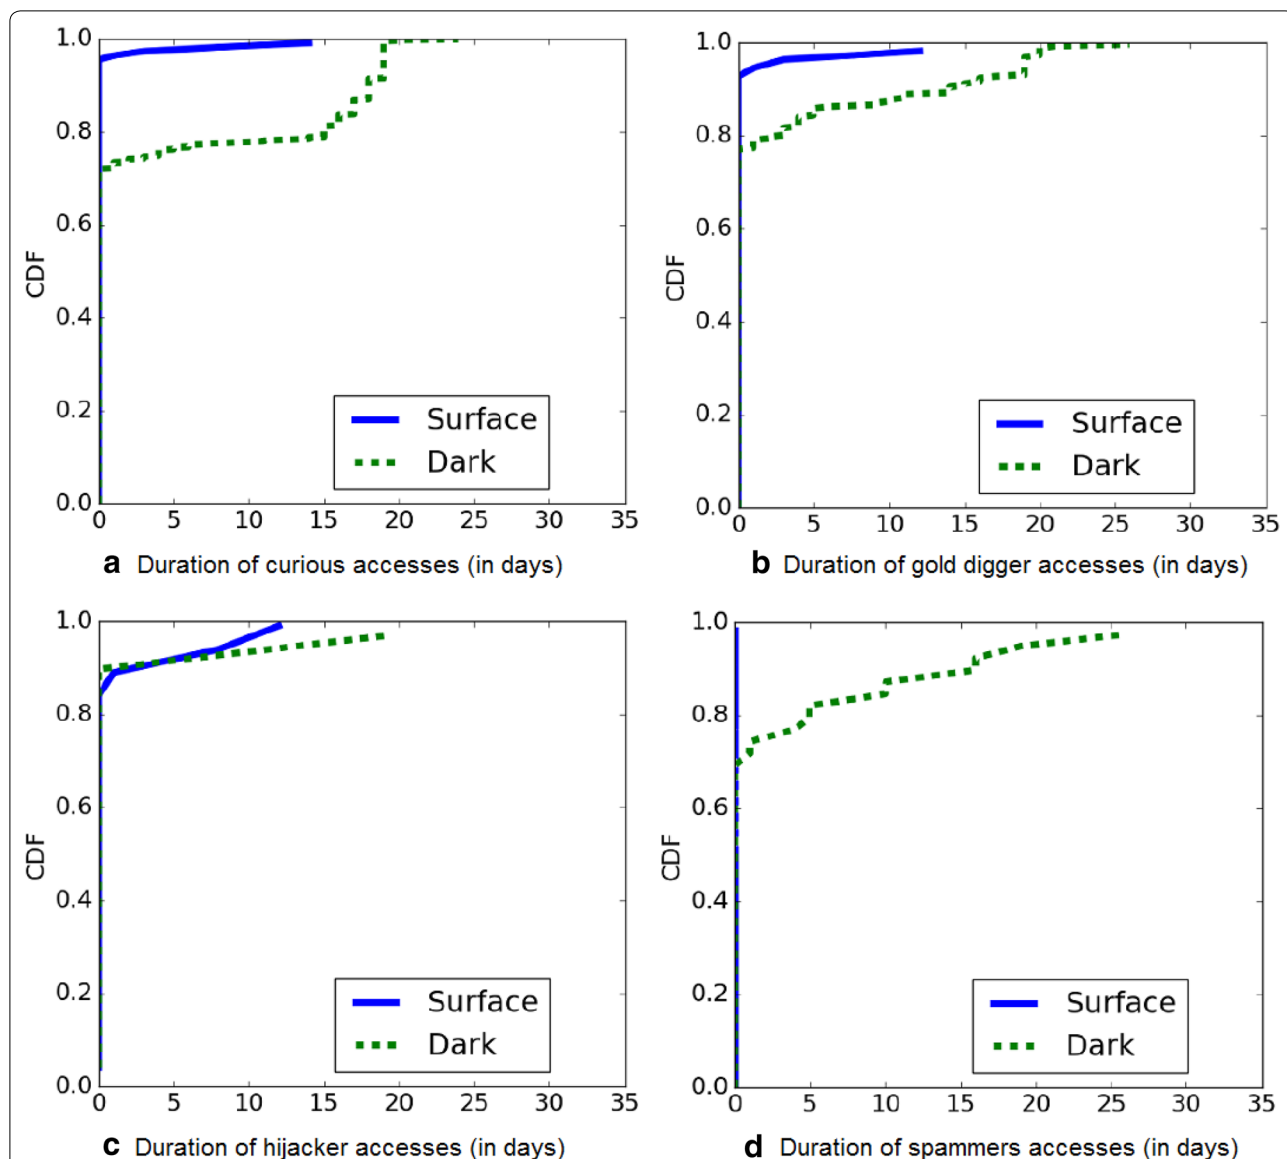 1.0
0.8
0.6
0.4
0.2
0.0
CDF
0 5 10 15 20 25 30 35
Surface
Dark
a Duration of curious accesses (in days)
1.0
0.8
0.6
0.4
0.2
0.0
CDF
0 5 10 15 20 25 30 35
Surface
Dark
b Duration of gold digger accesses (in days)
1.0
0.8
0.6
0.4
0.2
0.0
CDF
0 5 10 15 20 25 30 35
Surface
Dark
c Duration of hijacker accesses (in days)
1.0
0.8
0.6
0.4
0.2
0.0
CDF
0 5 10 15 20 25 30 35
Surface
Dark
d Duration of spammers accesses (in days)